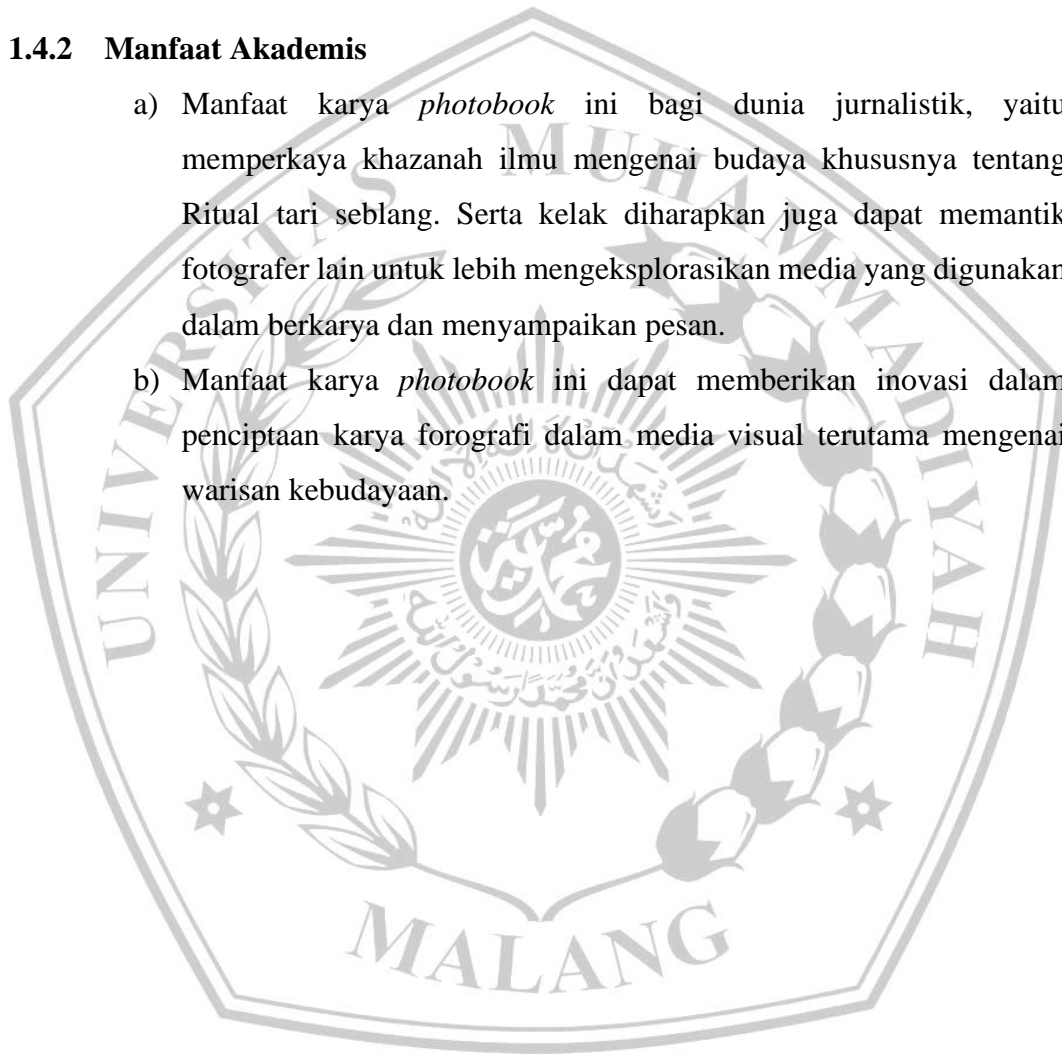 1.4.2 Manfaat Akademis
a) Manfaat karya photobook ini bagi dunia jurnalistik, yaitu
memperkaya khazanah ilmu mengenai budaya khususnya tentang
Ritual tari seblang. Serta kelak diharapkan juga dapat memantik
fotografer lain untuk lebih mengeksplorasikan media yang digunakan
dalam berkarya dan menyampaikan pesan.
b) Manfaat karya photobook ini dapat memberikan inovasi dalam
penciptaan karya forografi dalam media visual terutama mengenai
warisan kebudayaan.
UNIVERSITAS MUHAMMADIYAH
MALANG